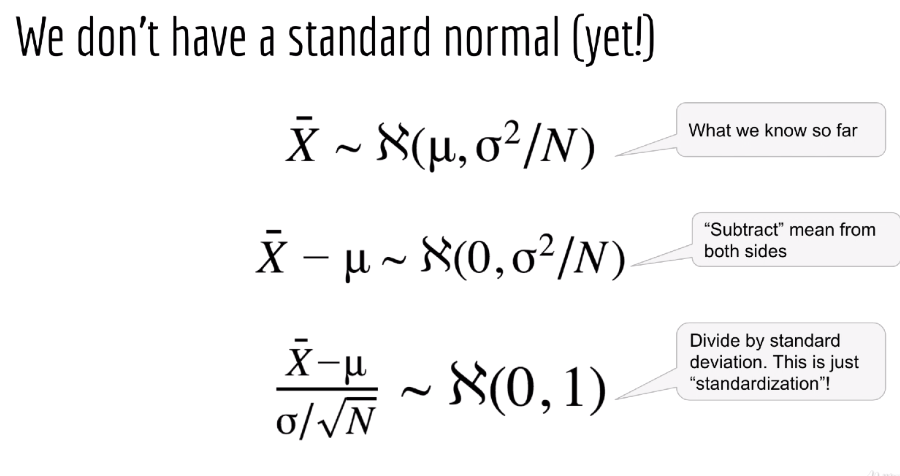 We don't have a standard normal (yet!)
X̄ ~ ℵ(μ, σ²/N)
What we know so far
X̄ − μ ~ ℵ(0, σ²/N)
“Subtract” mean from
both sides
(X̄−μ)/(σ/√N) ~ ℵ(0, 1)
Divide by standard
deviation. This is just
“standardization”!